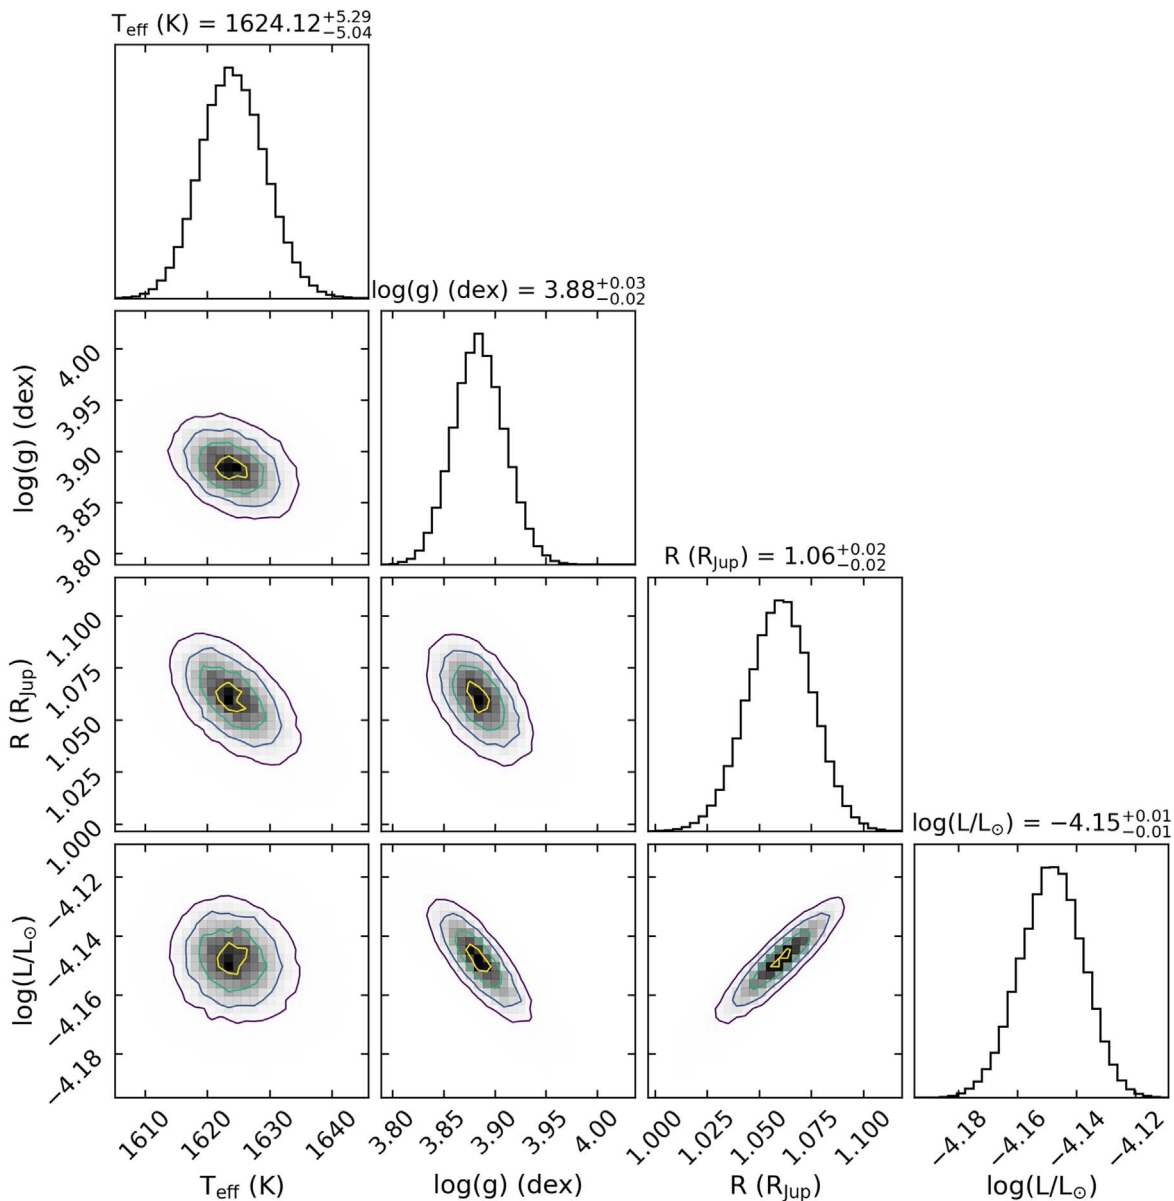 T_eff (K) = 1624.12^{+5.29}_{−5.04}
log(g) (dex) = 3.88^{+0.03}_{−0.02}
4.00
3.95
3.90
3.85
3.80
log(g) (dex)
R (R_Jup) = 1.06^{+0.02}_{−0.02}
1.100
1.075
1.050
1.025
1.000
R (R_Jup)
log(L/L_⊙) = −4.15^{+0.01}_{−0.01}
−4.12
−4.14
−4.16
−4.18
log(L/L_⊙)
1610 1620 1630 1640 3.80 3.85 3.90 3.95 4.00 1.000 1.025 1.050 1.075 1.100 −4.18 −4.16 −4.14 −4.12
T_eff (K) log(g) (dex) R (R_Jup) log(L/L_⊙)